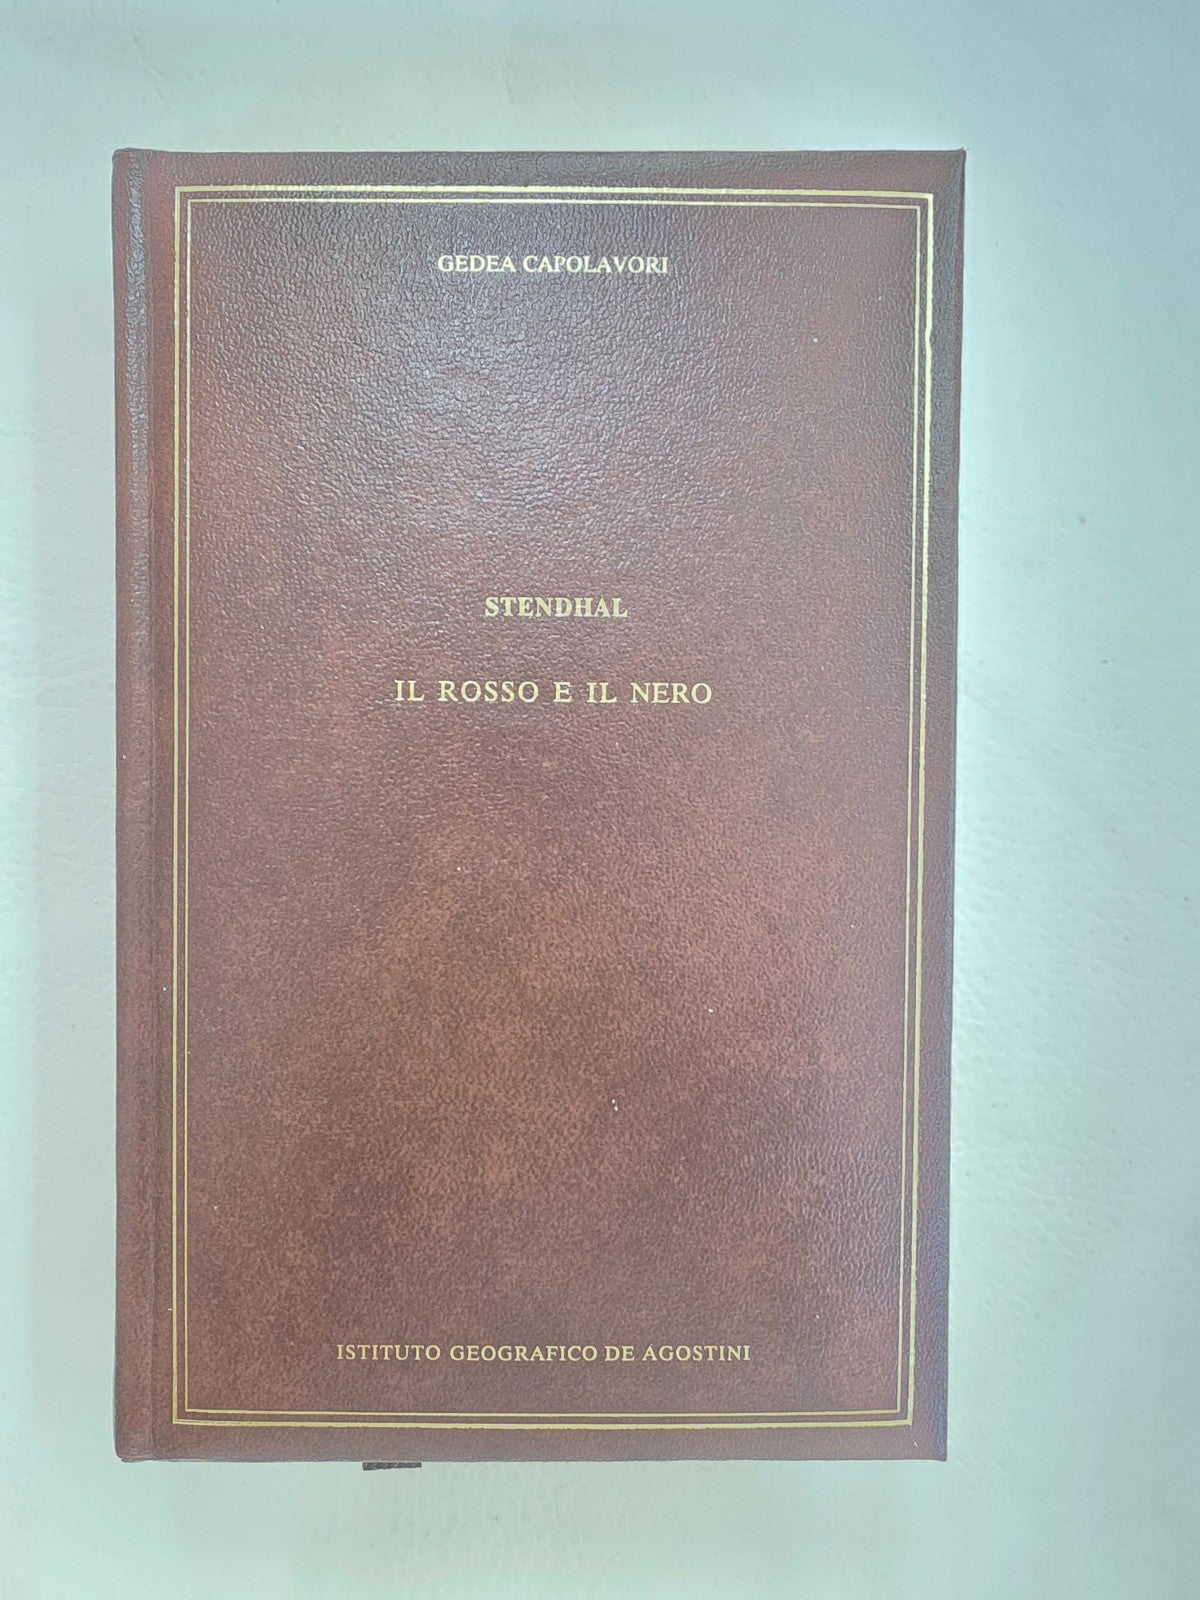 GEDEA CAPOLAVORI
STENDHAL
IL ROSSO E IL NERO
ISTITUTO GEOGRAFICO DE AGOSTINI